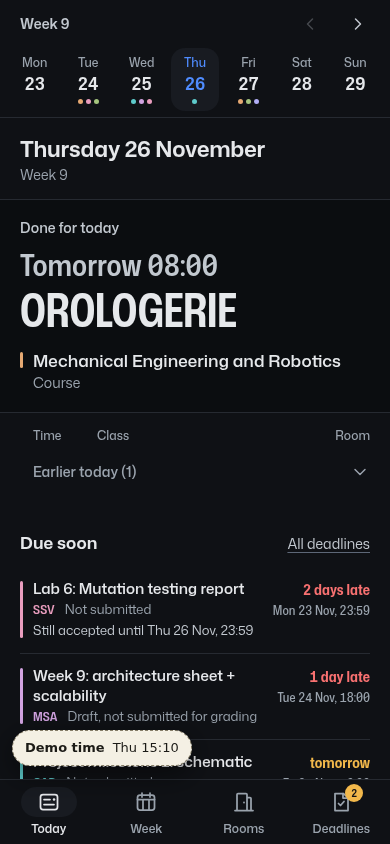 Week 9
Mon Tue Wed Thu Fri Sat Sun
23 24 25 26 27 28 29
Thursday 26 November
Week 9
Done for today
Tomorrow 08:00
OROLOGERIE
Mechanical Engineering and Robotics
Course
Time Class Room
Earlier today (1)
Due soon All deadlines
Lab 6: Mutation testing report 2 days late
SSV Not submitted Mon 23 Nov, 23:59
Still accepted until Thu 26 Nov, 23:59
Week 9: architecture sheet + 1 day late
scalability Tue 24 Nov, 18:00
MSA Draft, not submitted for grading
schematic tomorrow
Demo time Thu 15:10
2
Today Week Rooms Deadlines